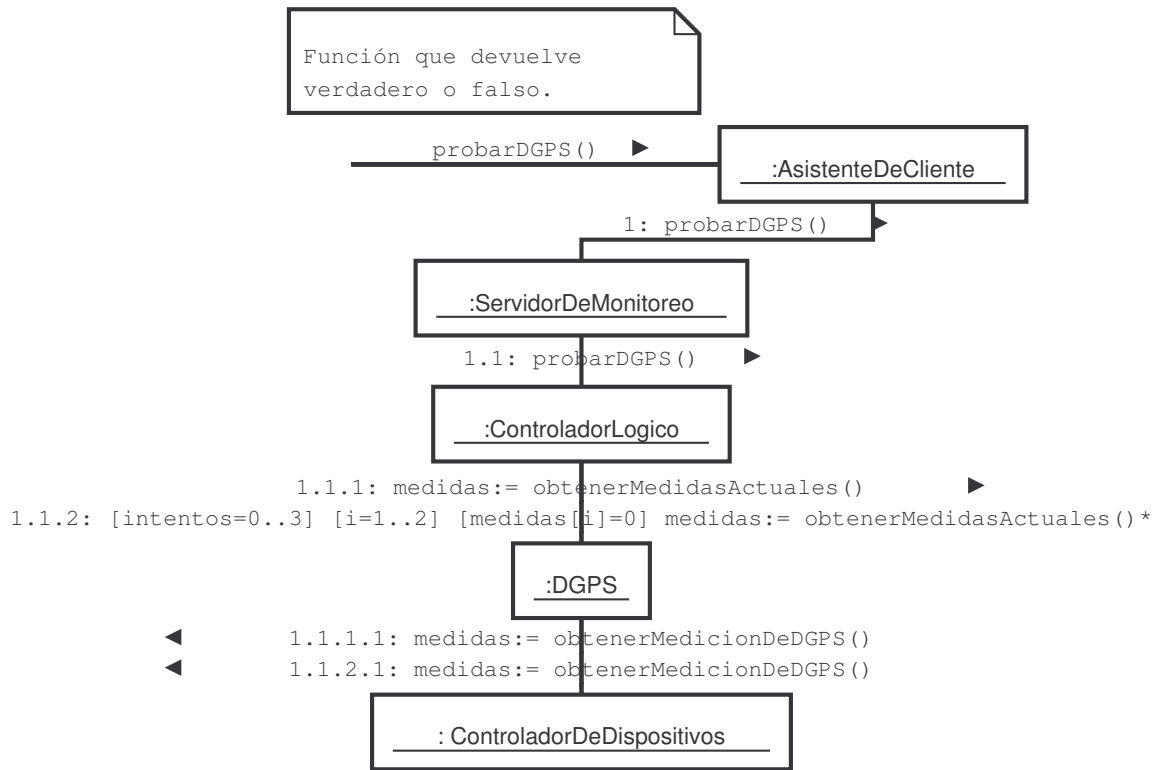 Función que devuelve
verdadero o falso.
probarDGPS()
:AsistenteDeCliente
1: probarDGPS()
:ServidorDeMonitoreo
1.1: probarDGPS()
:ControladorLogico
1.1.1: medidas:= obtenerMedidasActuales()
1.1.2: [intentos=0..3] [i=1..2] [medidas[i]=0] medidas:= obtenerMedidasActuales()*
:DGPS
1.1.1.1: medidas:= obtenerMedicionDeDGPS()
1.1.2.1: medidas:= obtenerMedicionDeDGPS()
: ControladorDeDispositivos